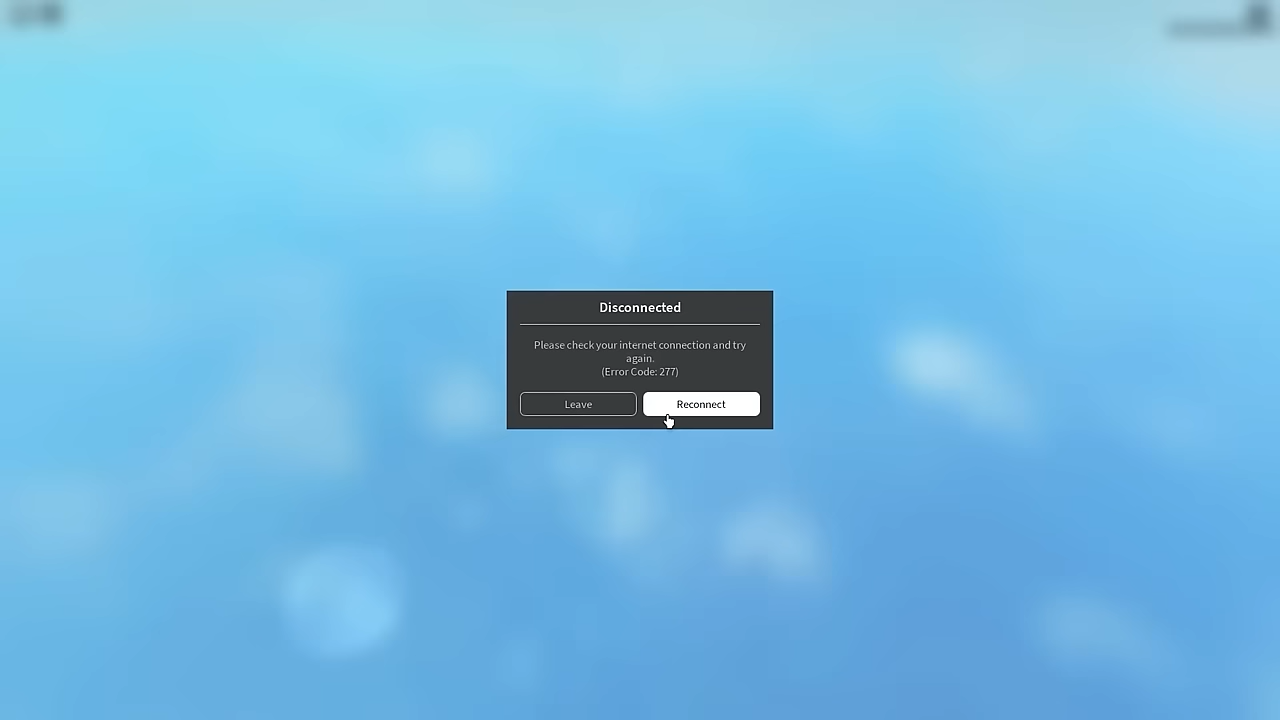 Disconnected
Please check your internet connection and try
again.
(Error Code: 277)
Leave
Reconnect